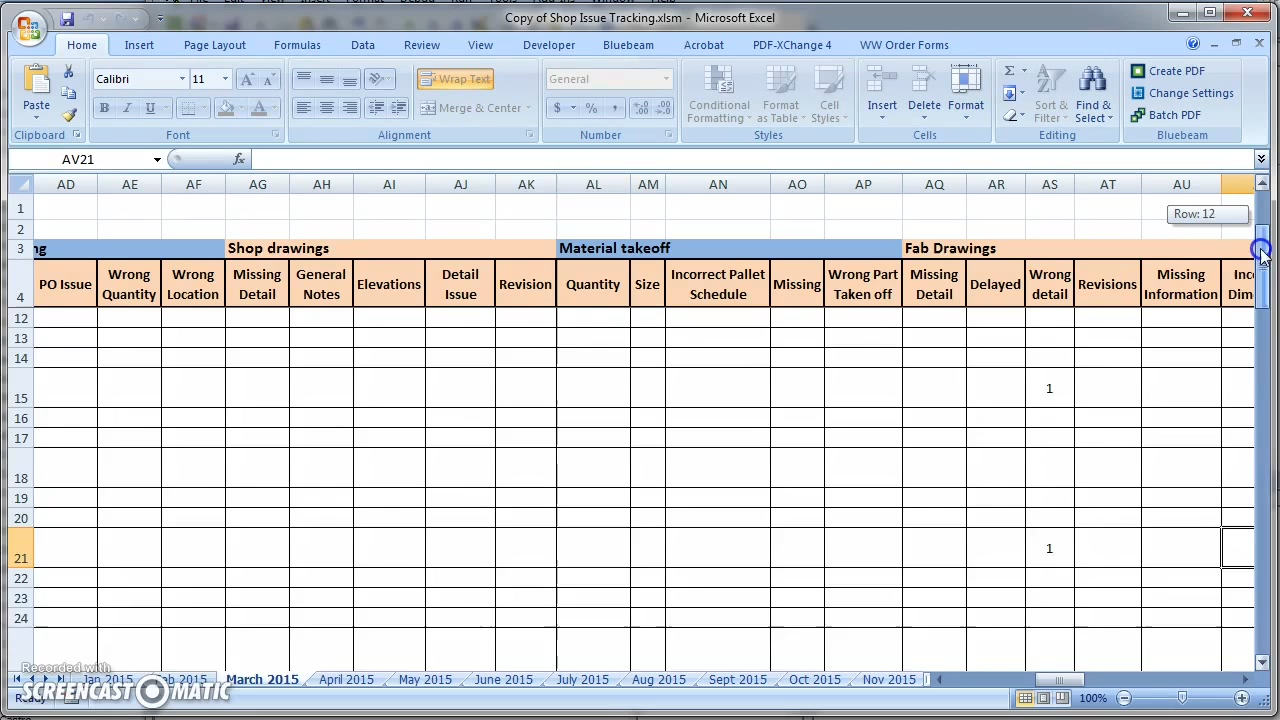 Copy of Shop Issue Tracking.xlsm - Microsoft Excel
Home Insert Page Layout Formulas Data Review View Developer Bluebeam Acrobat PDF-XChange 4 WW Order Forms
Paste
Calibri 11
B I U
Wrap Text
Merge & Center
General
$ % ,
Conditional Formatting
Format as Table
Cell Styles
Insert Delete Format
Sort & Filter
Find & Select
Create PDF
Change Settings
Batch PDF
Clipboard Font Alignment Number Styles Cells Editing Bluebeam
AV21 fx
AD AE AF AG AH AI AJ AK AL AM AN AO AP AQ AR AS AT AU
1
Row: 12
2
3 ng Shop drawings Material takeoff Fab Drawings
4 PO Issue Wrong Quantity Wrong Location Missing Detail General Notes Elevations Detail Issue Revision Quantity Size Incorrect Pallet Schedule Missing Wrong Part Taken off Missing Detail Delayed Wrong detail Revisions Missing Information
12
13
14
15 1
16
17
18
19
20
21 1
22
23
24
Jan 2015 Feb 2015 March 2015 April 2015 May 2015 June 2015 July 2015 Aug 2015 Sept 2015 Oct 2015 Nov 2015
Ready 100%
Recorded with
SCREENCAST MATIC